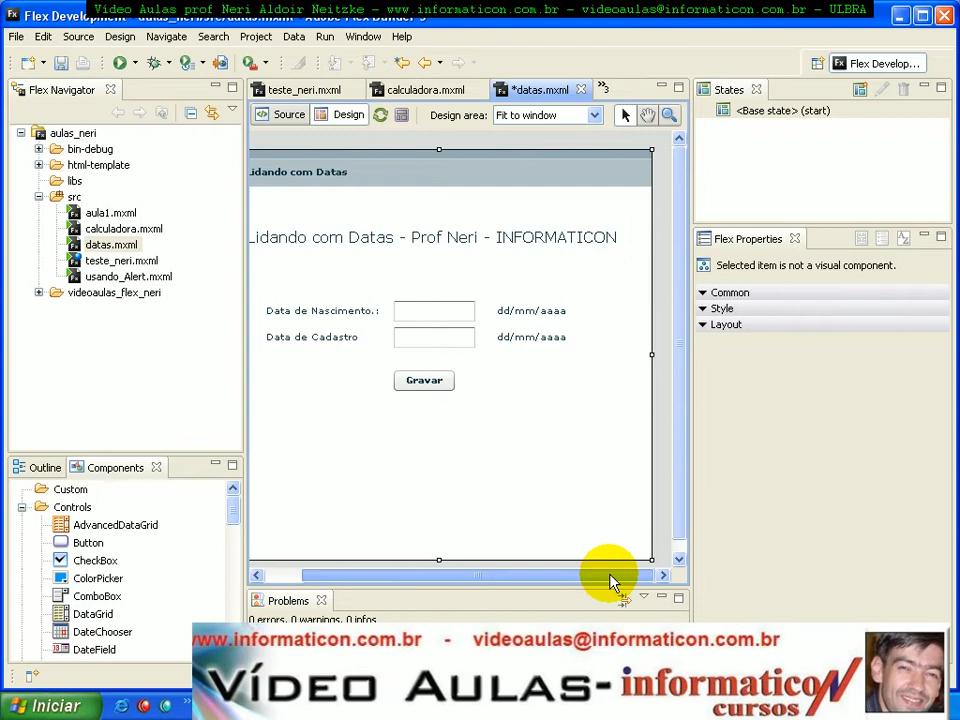 Vídeo Aulas prof Neri Aldoir Neitzke - www.informaticon.com.br - videoaulas@informaticon.com.br - ULBRA
File Edit Source Design Navigate Search Project Data Run Window Help
Flex Develop...
Flex Navigator
aulas_neri
bin-debug
html-template
libs
src
aula1.mxml
calculadora.mxml
datas.mxml
teste_neri.mxml
usando_Alert.mxml
videoaulas_flex_neri
Outline Components
Custom
Controls
AdvancedDataGrid
Button
CheckBox
ColorPicker
ComboBox
DataGrid
DateChooser
DateField
teste_neri.mxml calculadora.mxml *datas.mxml 3
Source Design Design area: Fit to window
Lidando com Datas
Lidando com Datas - Prof Neri - INFORMATICON
Data de Nascimento.: dd/mm/aaaa
Data de Cadastro dd/mm/aaaa
Gravar
Problems
0 errors, 0 warnings, 0 infos
States
<Base state> (start)
Flex Properties
Selected item is not a visual component.
Common
Style
Layout
www.informaticon.com.br - videoaulas@informaticon.com.br
VÍDEO AULAS- informaticon
cursos
Iniciar